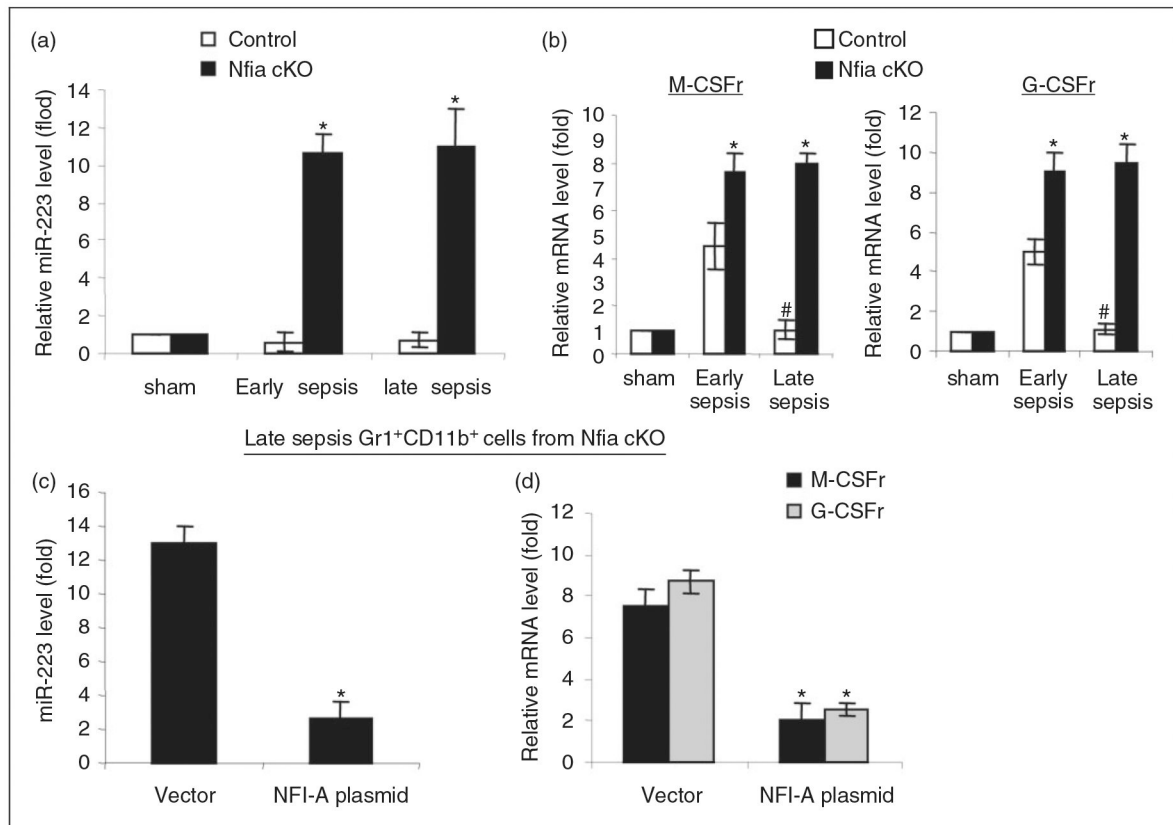 (a)
Control
Nfia cKO
Relative miR-223 level (flod)
14
12
10
8
6
4
2
0
*
*
sham
Early sepsis
late sepsis
(b)
Control
Nfia cKO
M-CSFr
Relative mRNA level (fold)
10
9
8
7
6
5
4
3
2
1
0
*
*
#
sham
Early
sepsis
Late
sepsis
G-CSFr
Relative mRNA level (fold)
12
10
8
6
4
2
0
*
*
#
sham
Early
sepsis
Late
sepsis
Late sepsis Gr1⁺CD11b⁺ cells from Nfia cKO
(c)
miR-223 level (fold)
16
14
12
10
8
6
4
2
0
*
Vector
NFI-A plasmid
(d)
M-CSFr
G-CSFr
Relative mRNA level (fold)
12
10
8
6
4
2
0
*
*
Vector
NFI-A plasmid